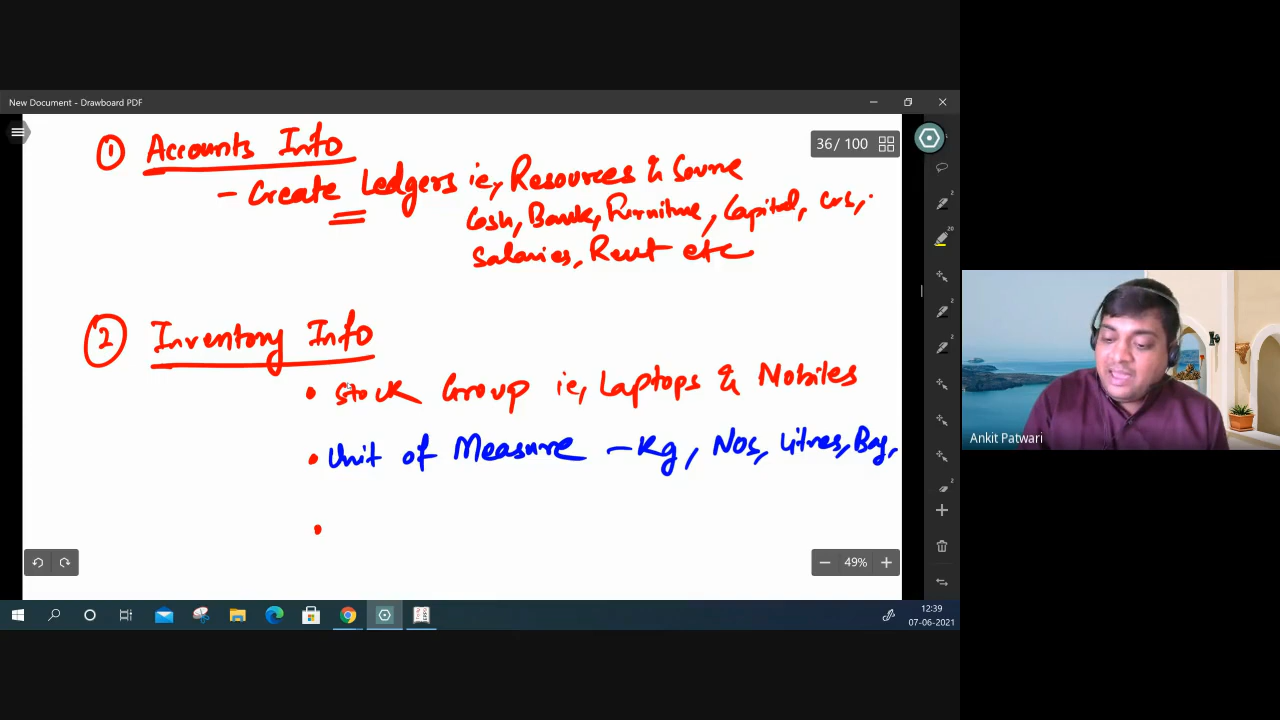 New Document - Drawboard PDF
36 / 100
① Accounts Info
- Create Ledgers ie, Resources & Source
Cash, Bank, Furniture, Capital,
Salaries, Rent etc
② Inventory Info
• Stock Group ie, Laptops & Mobiles
• Unit of Measure - Kg, Nos, Litres, Bag,
•
49%
Ankit Patwari
12:39
07-06-2021